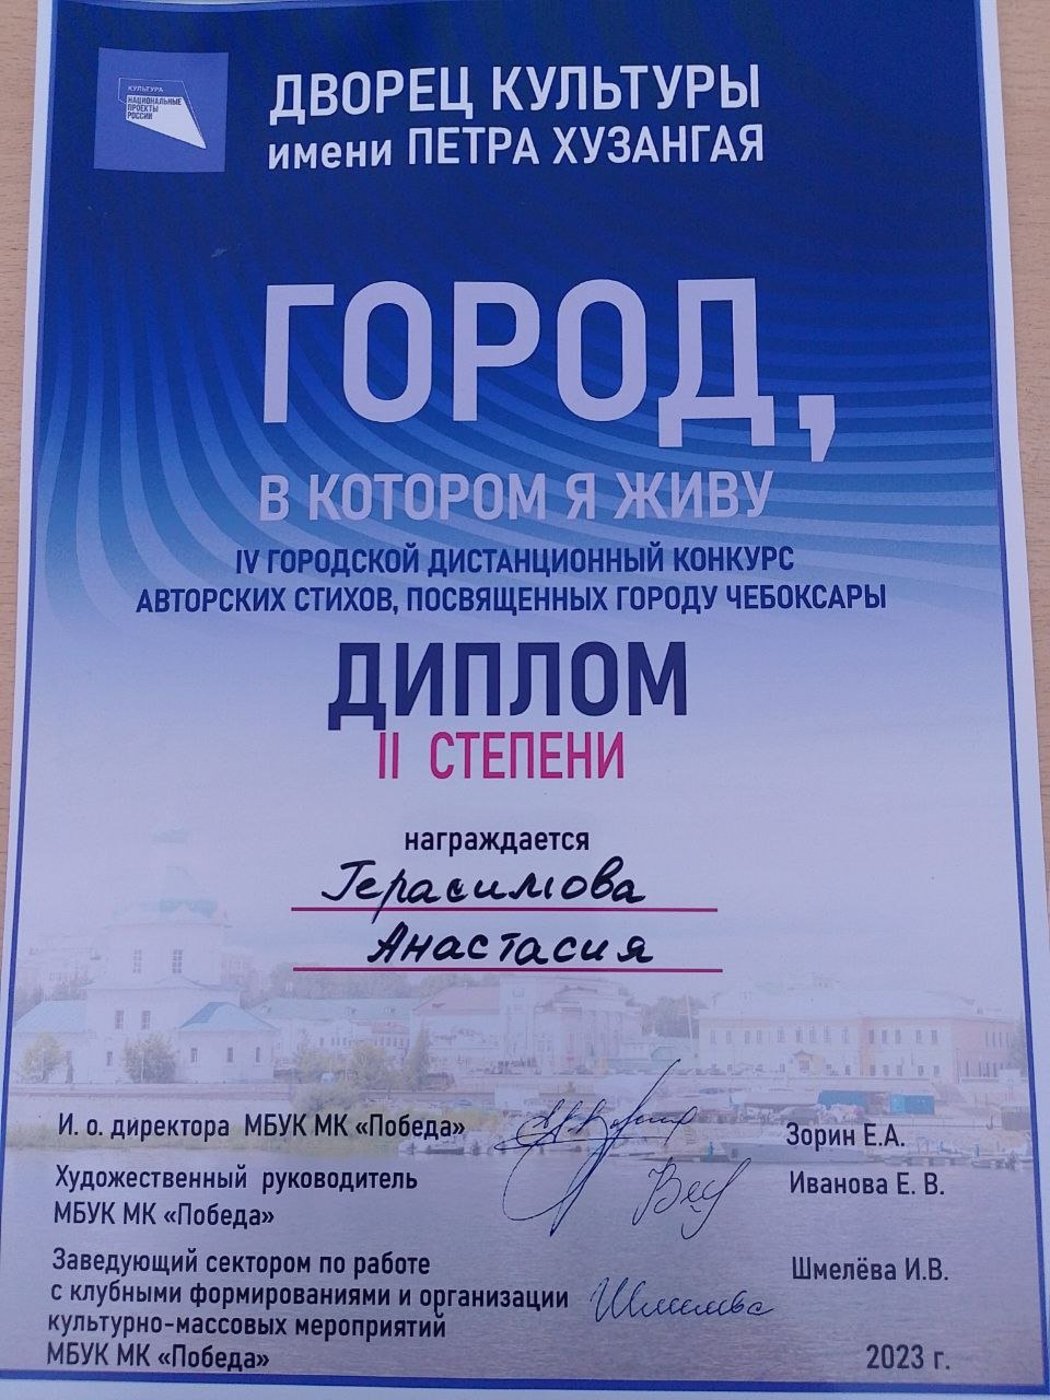 КУЛЬТУРА
НАЦИОНАЛЬНЫЕ
ПРОЕКТЫ
РОССИИ
ДВОРЕЦ КУЛЬТУРЫ
имени ПЕТРА ХУЗАНГАЯ
ГОРОД,
В КОТОРОМ Я ЖИВУ
IV ГОРОДСКОЙ ДИСТАНЦИОННЫЙ КОНКУРС
АВТОРСКИХ СТИХОВ, ПОСВЯЩЕННЫХ ГОРОДУ ЧЕБОКСАРЫ
ДИПЛОМ
II СТЕПЕНИ
награждается
Герасимова
Анастасия
И. о. директора МБУК МК «Победа»
Зорин Е.А.
Художественный руководитель
МБУК МК «Победа»
Иванова Е. В.
Заведующий сектором по работе
с клубными формированиями и организации
культурно-массовых мероприятий
МБУК МК «Победа»
Шмелёва И.В.
2023 г.